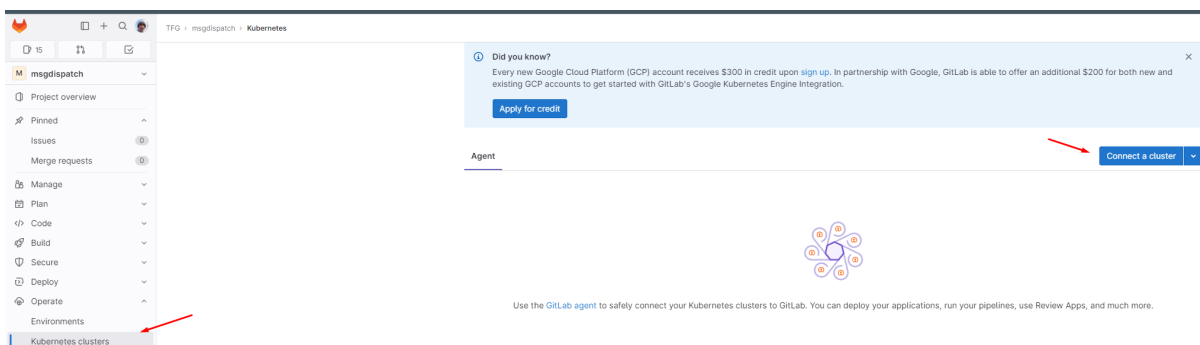 TFG › msgdispatch › Kubernetes
15
M msgdispatch
Project overview
Pinned
Issues 0
Merge requests 0
Manage
Plan
Code
Build
Secure
Deploy
Operate
Environments
Kubernetes clusters
Did you know?
Every new Google Cloud Platform (GCP) account receives $300 in credit upon sign up. In partnership with Google, GitLab is able to offer an additional $200 for both new and
existing GCP accounts to get started with GitLab's Google Kubernetes Engine Integration.
Apply for credit
Agent
Connect a cluster
Use the GitLab agent to safely connect your Kubernetes clusters to GitLab. You can deploy your applications, run your pipelines, use Review Apps, and much more.